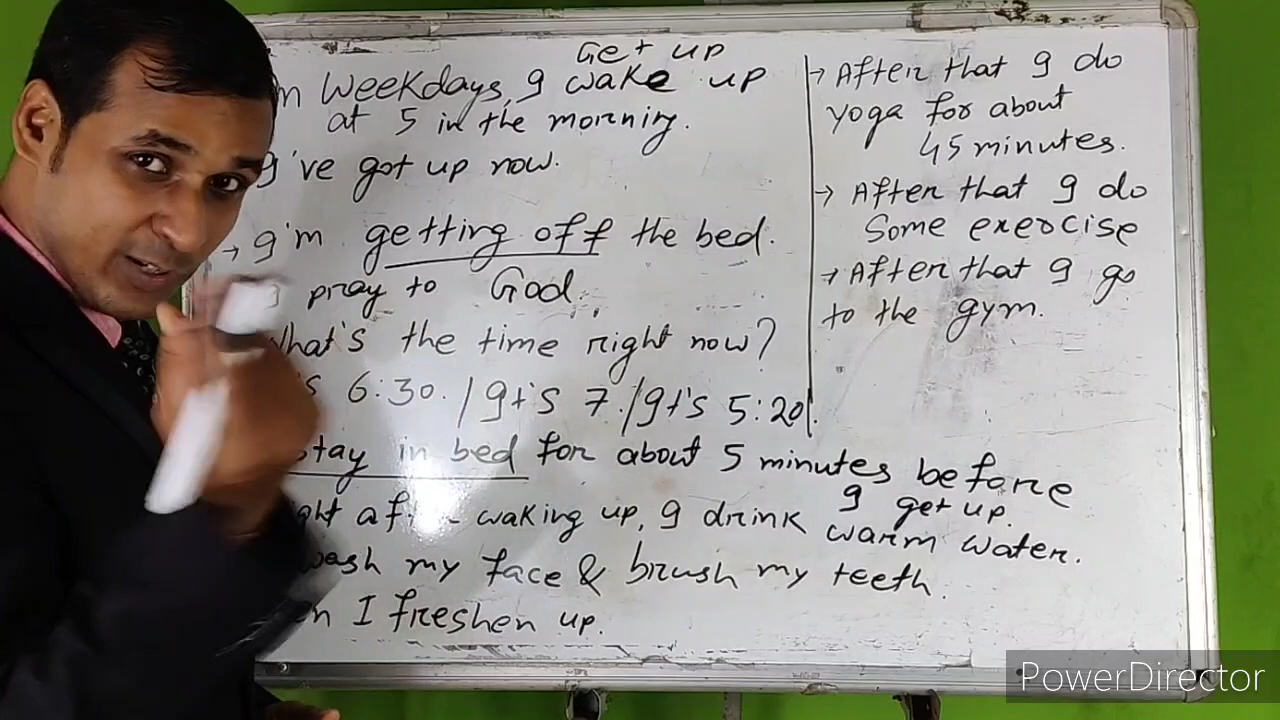 Get up
Weekdays, I wake up
at 5 in the morning.
I've got up now.
→ I'm getting off the bed.
pray to God.
What's the time right now?
6:30. / It's 7. / It's 5:20.
stay in bed for about 5 minutes before
I get up.
after waking up, I drink warm water.
wash my face & brush my teeth.
I freshen up.
→ After that I do
yoga for about
45 minutes.
→ After that I do
Some exercise
→ After that I go
to the gym.
PowerDirector